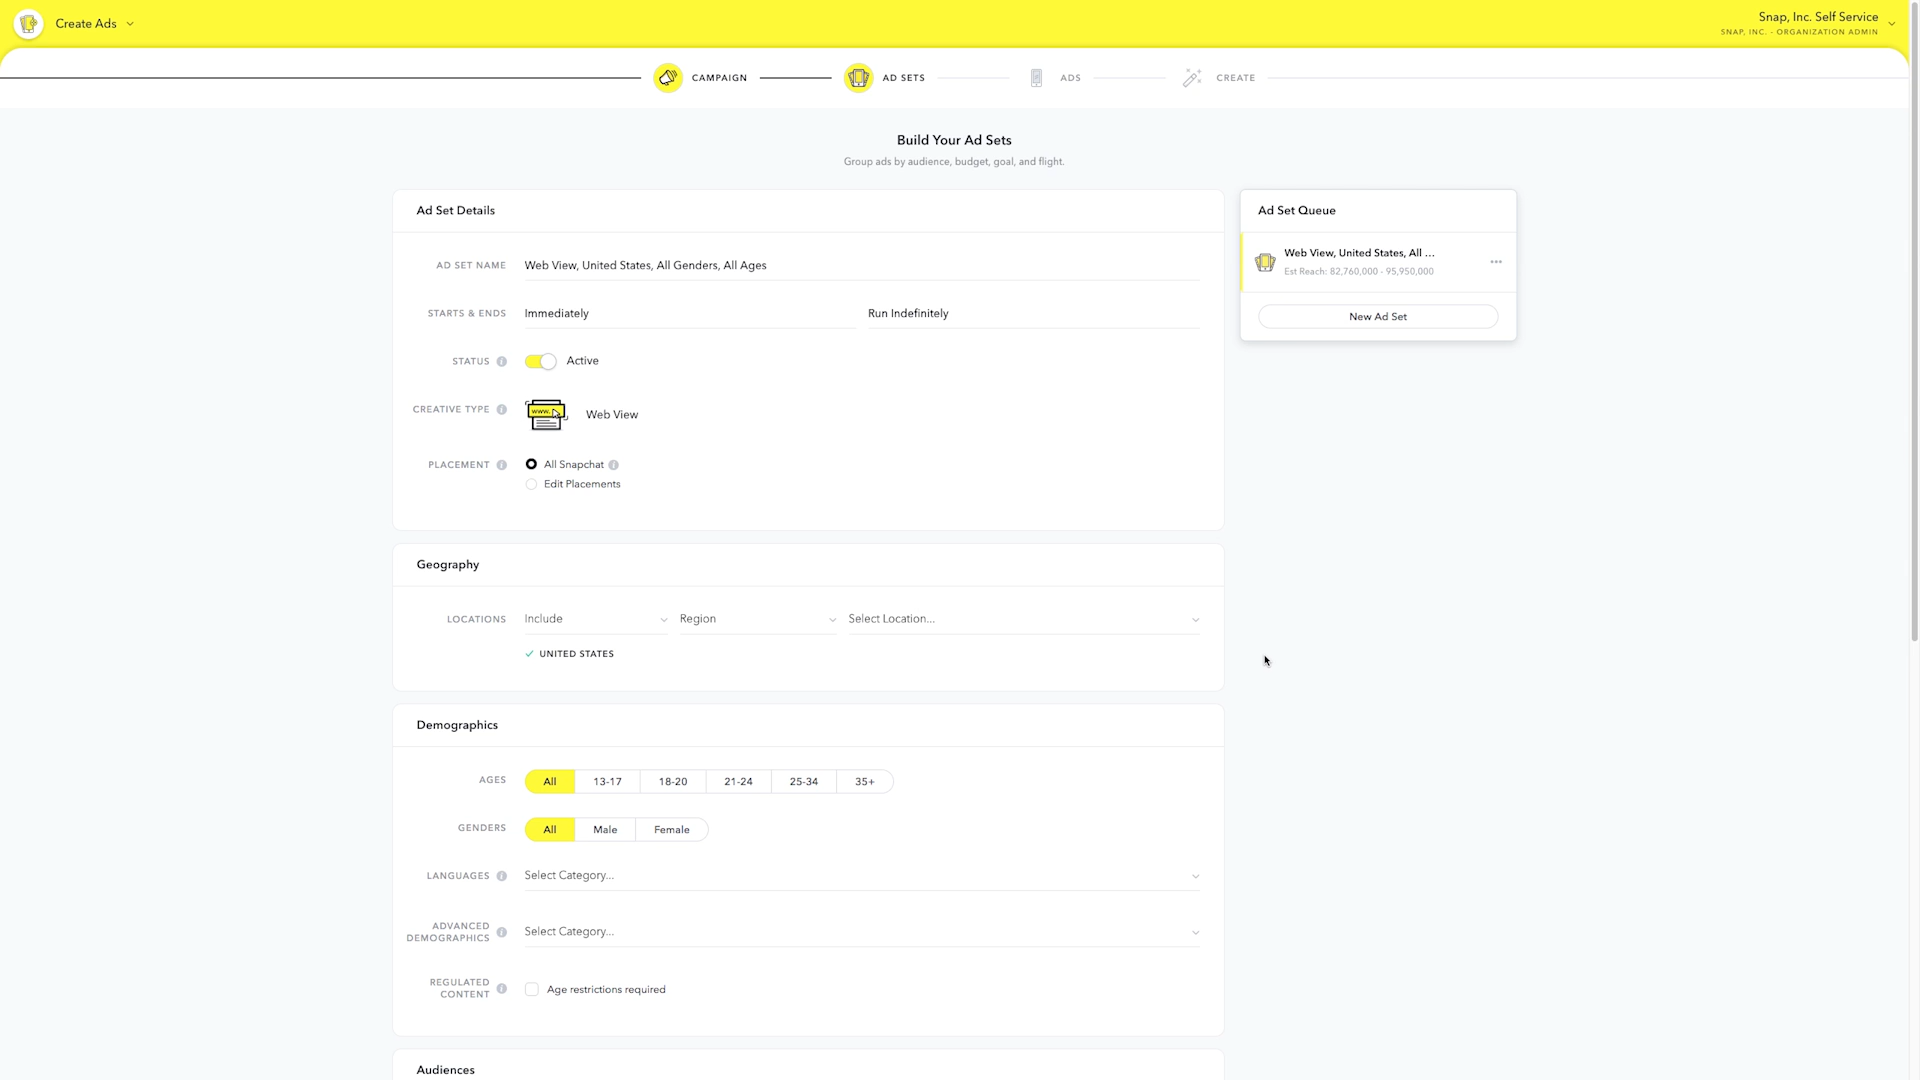 Create Ads
Snap, Inc. Self Service
SNAP, INC. - ORGANIZATION ADMIN
CAMPAIGN
AD SETS
ADS
CREATE
Build Your Ad Sets
Group ads by audience, budget, goal, and flight.
Ad Set Details
AD SET NAME
Web View, United States, All Genders, All Ages
STARTS & ENDS
Immediately
Run Indefinitely
STATUS
Active
CREATIVE TYPE
www.
Web View
PLACEMENT
All Snapchat
Edit Placements
Ad Set Queue
Web View, United States, All ...
Est Reach: 82,760,000 - 95,950,000
New Ad Set
Geography
LOCATIONS
Include
Region
Select Location...
UNITED STATES
Demographics
AGES
All
13-17
18-20
21-24
25-34
35+
GENDERS
All
Male
Female
LANGUAGES
Select Category...
ADVANCED
DEMOGRAPHICS
Select Category...
REGULATED
CONTENT
Age restrictions required
Audiences